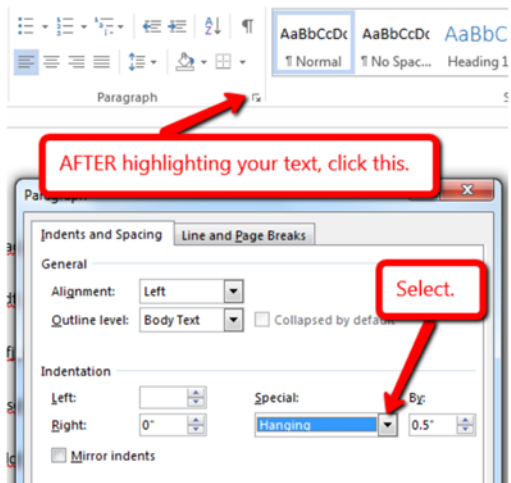 AaBbCcDc AaBbCcDc AaBbC
¶ Normal ¶ No Spac... Heading 1
Paragraph
AFTER highlighting your text, click this.
Indents and Spacing Line and Page Breaks
General
Alignment: Left
Select.
Outline level: Body Text Collapsed by default
Indentation
Left: Special: By:
Right: 0" Hanging 0.5"
Mirror indents